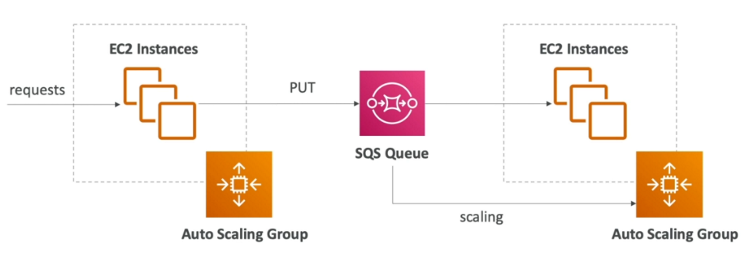 EC2 Instances
EC2 Instances
requests
PUT
SQS Queue
scaling
Auto Scaling Group
Auto Scaling Group